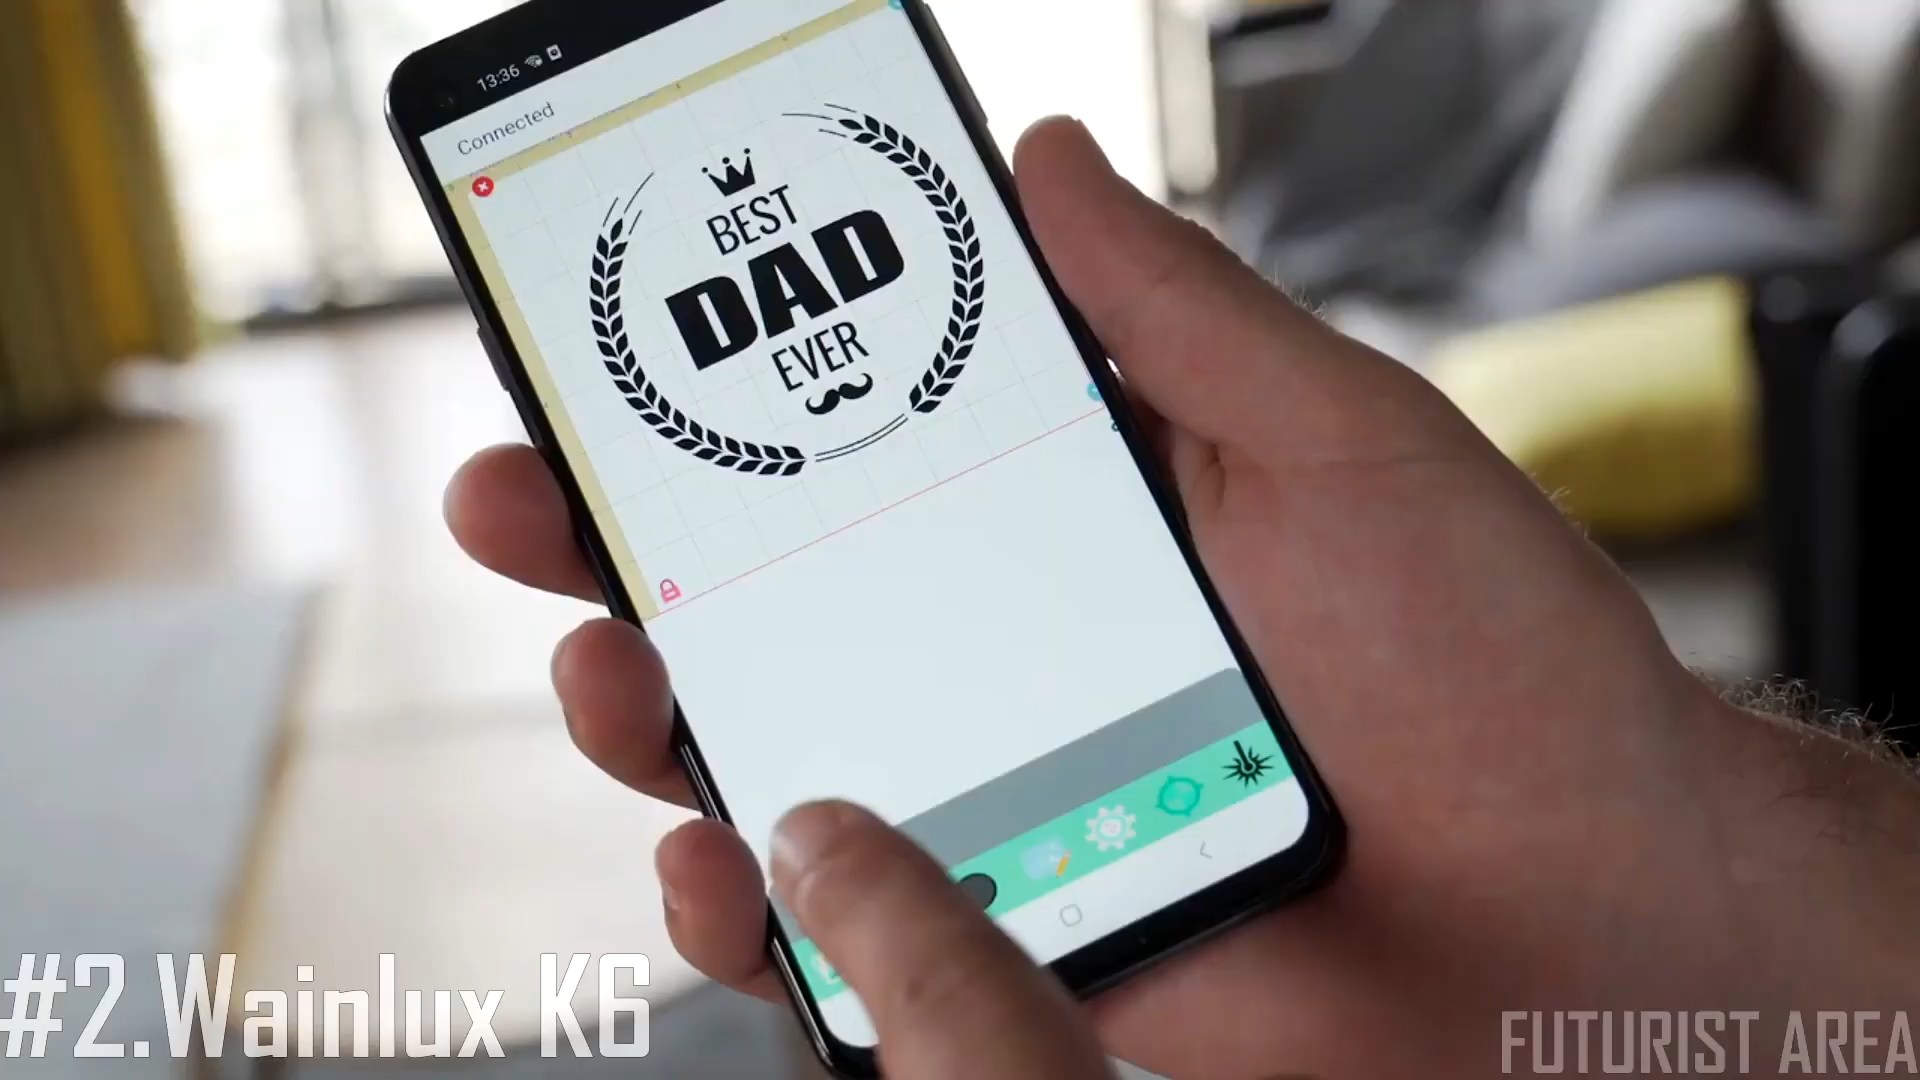 13:36
Connected
BEST
DAD
EVER
#2.Wainlux K6
FUTURIST AREA